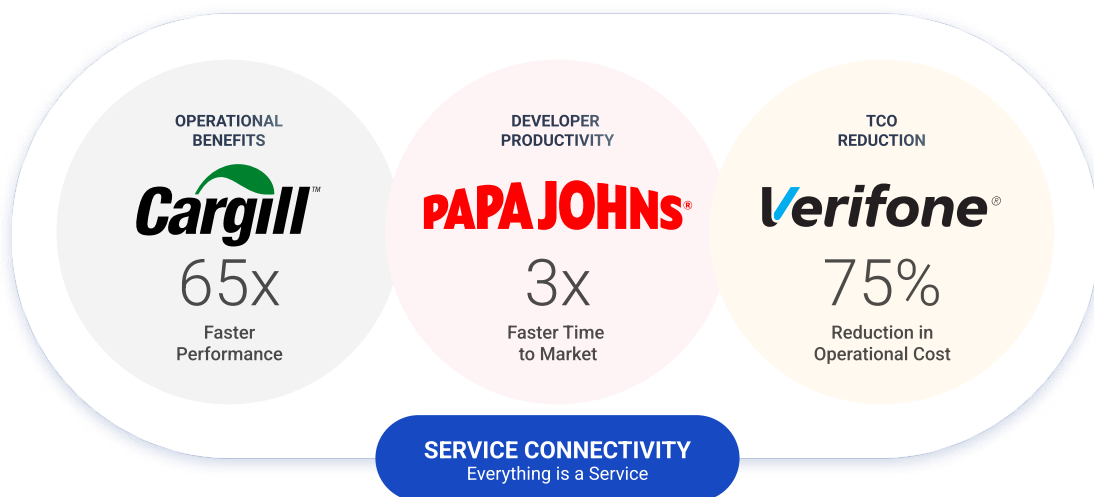 OPERATIONAL
BENEFITS
Cargill™
65x
Faster
Performance
DEVELOPER
PRODUCTIVITY
PAPA JOHNS®
3x
Faster Time
to Market
TCO
REDUCTION
Verifone®
75%
Reduction in
Operational Cost
SERVICE CONNECTIVITY
Everything is a Service